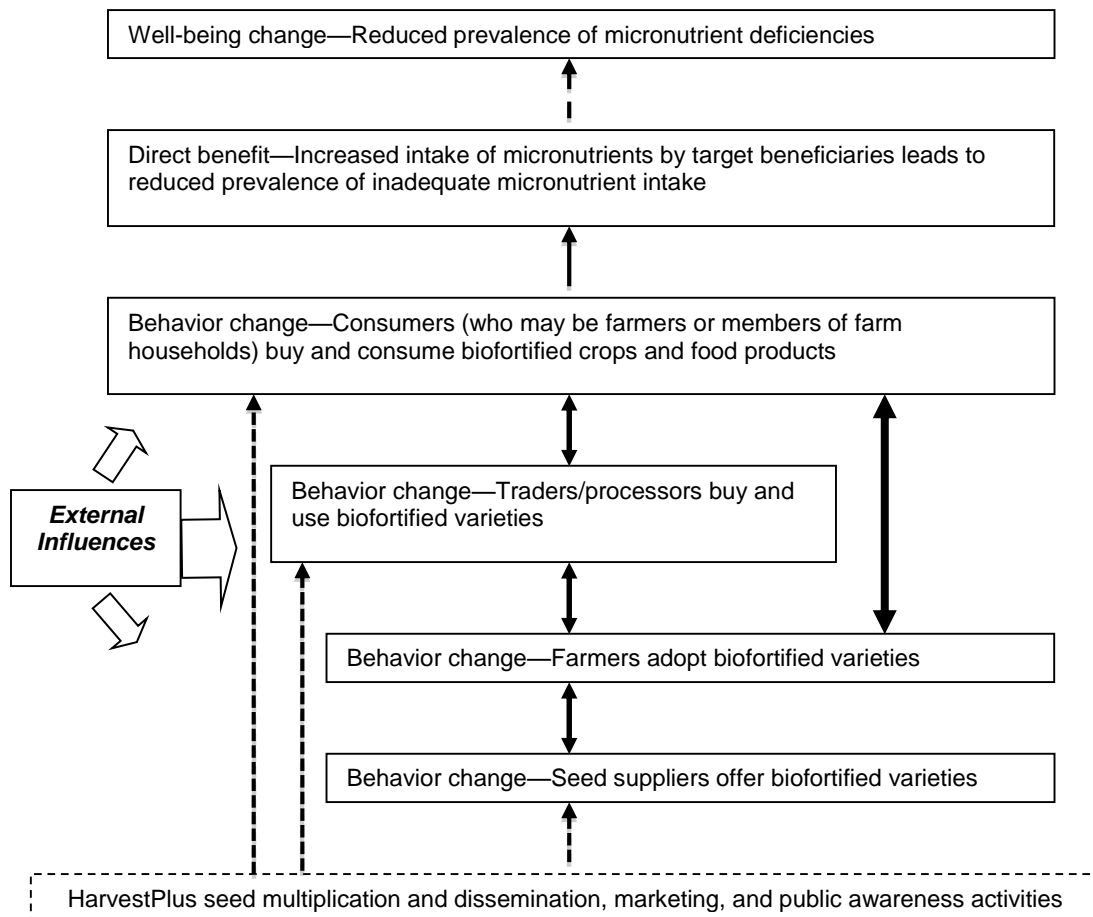 Well-being change—Reduced prevalence of micronutrient deficiencies
Direct benefit—Increased intake of micronutrients by target beneficiaries leads to
reduced prevalence of inadequate micronutrient intake
Behavior change—Consumers (who may be farmers or members of farm
households) buy and consume biofortified crops and food products
Behavior change—Traders/processors buy and
use biofortified varieties
External
Influences
Behavior change—Farmers adopt biofortified varieties
Behavior change—Seed suppliers offer biofortified varieties
HarvestPlus seed multiplication and dissemination, marketing, and public awareness activities